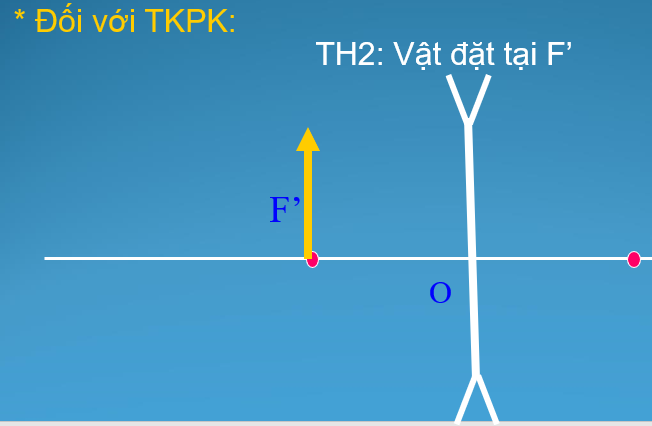 * Đối với TKPK:
TH2: Vật đặt tại F’
F’
O